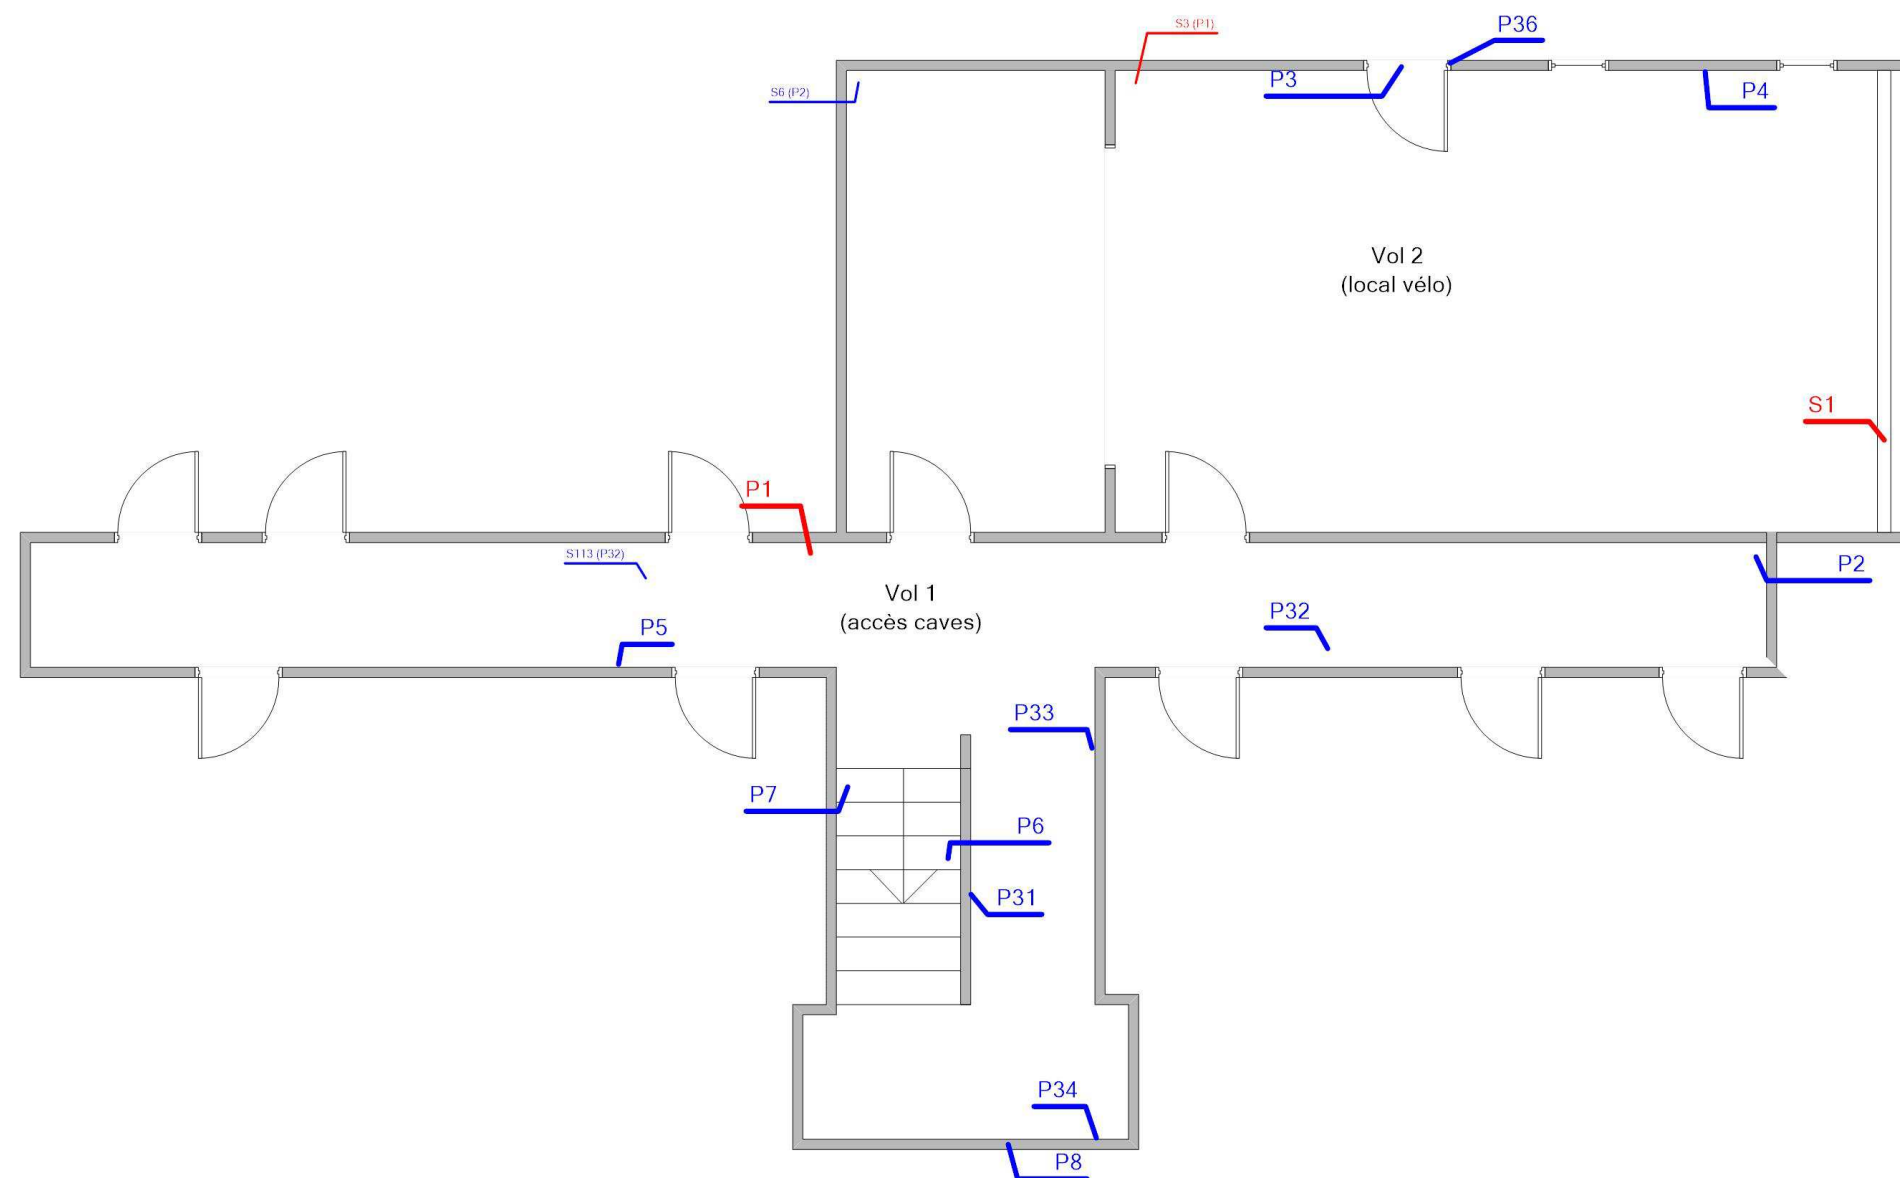 S3 (P1)
P36
P3
S6 (P2)
P4
Vol 2
(local vélo)
S1
P1
S113 (P32)
P2
Vol 1
(accès caves)
P32
P5
P33
P7
P6
P31
P34
P8